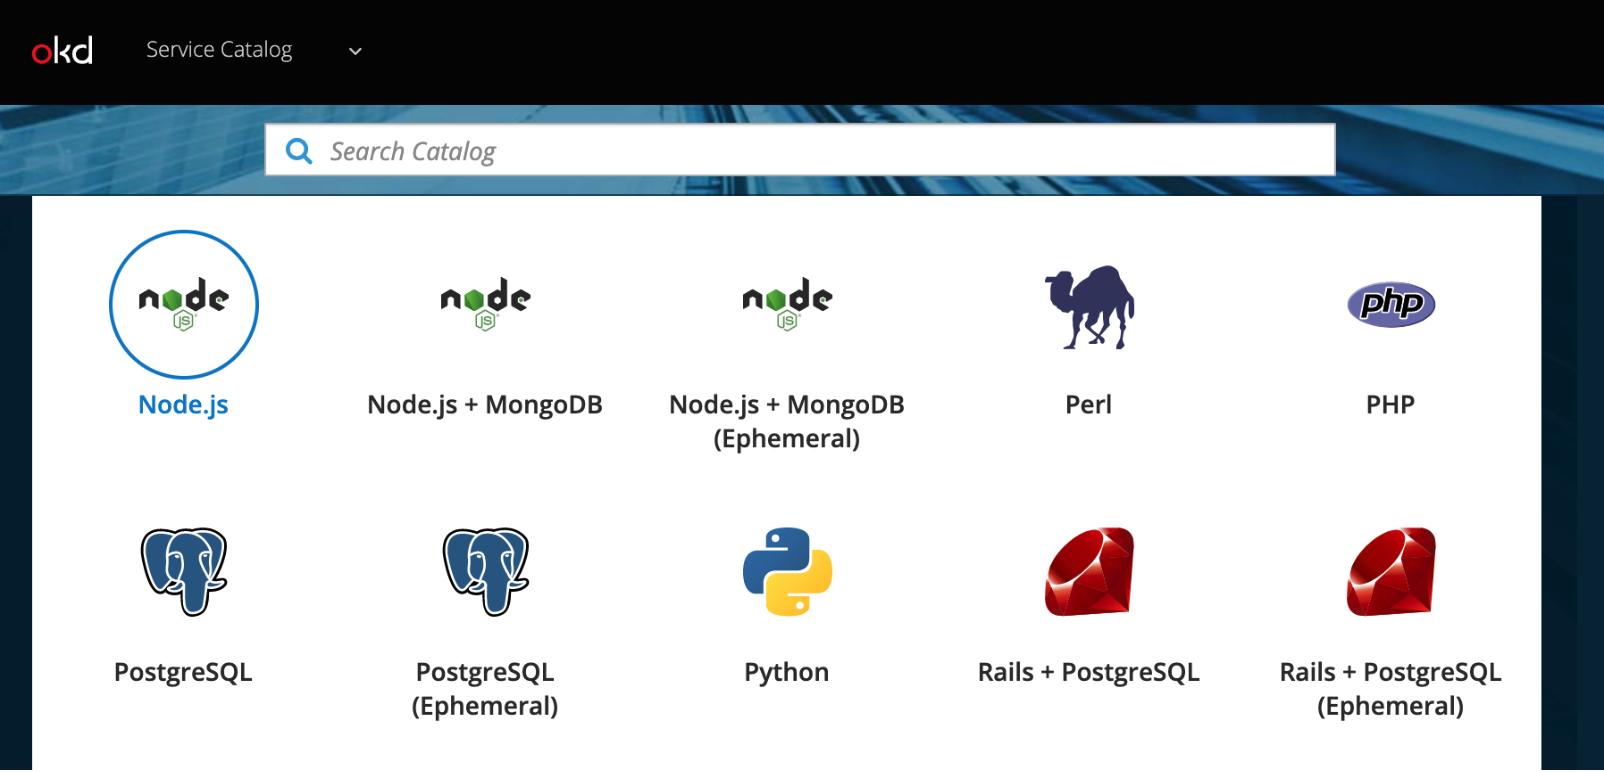 okd
Service Catalog
Search Catalog
node
JS
node
JS
node
JS
php
Node.js
Node.js + MongoDB
Node.js + MongoDB
(Ephemeral)
Perl
PHP
PostgreSQL
PostgreSQL
(Ephemeral)
Python
Rails + PostgreSQL
Rails + PostgreSQL
(Ephemeral)